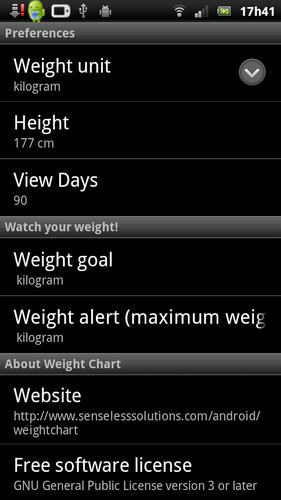 17h41
Preferences
Weight unit
kilogram
Height
177 cm
View Days
90
Watch your weight!
Weight goal
kilogram
Weight alert (maximum weig
kilogram
About Weight Chart
Website
http://www.senselesssolutions.com/android/
weightchart
Free software license
GNU General Public License version 3 or later